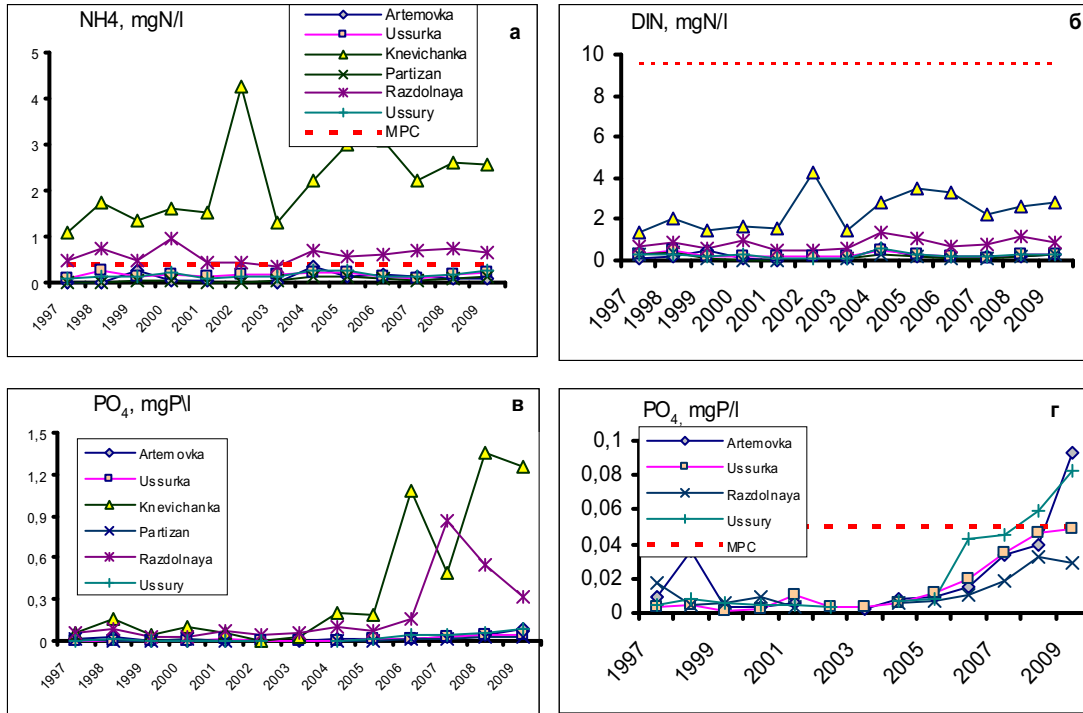 NH4, mgN/l
а
Artemovka
Ussurka
Knevichanka
Partizan
Razdolnaya
Ussury
MPC
5
4
3
2
1
0
1997 1998 1999 2000 2001 2002 2003 2004 2005 2006 2007 2008 2009
DIN, mgN/l
б
10
8
6
4
2
0
1997 1998 1999 2000 2001 2002 2003 2004 2005 2006 2007 2008 2009
PO4, mgP\l
в
1,5
1,2
0,9
0,6
0,3
0
Artemovka
Ussurka
Knevichanka
Partizan
Razdolnaya
Ussury
1997 1998 1999 2000 2001 2002 2003 2004 2005 2006 2007 2008 2009
PO4, mgP/l
г
0,1
0,08
0,06
0,04
0,02
0
Artemovka
Ussurka
Razdolnaya
Ussury
MPC
1997 1999 2001 2003 2005 2007 2009